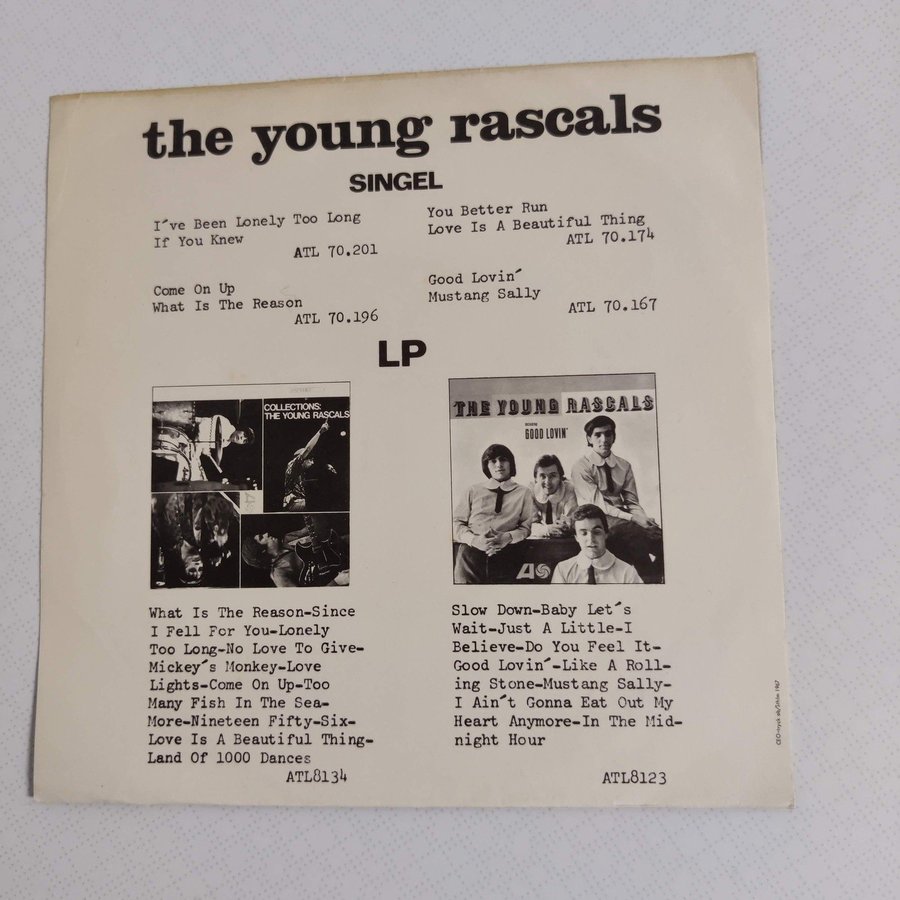 the young rascals
SINGEL
I´ve Been Lonely Too Long
If You Knew
ATL 70.201
You Better Run
Love Is A Beautiful Thing
ATL 70.174
Come On Up
What Is The Reason
ATL 70.196
Good Lovin´
Mustang Sally
ATL 70.167
LP
COLLECTIONS:
THE YOUNG RASCALS
What Is The Reason-Since
I Fell For You-Lonely
Too Long-No Love To Give-
Mickey´s Monkey-Love
Lights-Come On Up-Too
Many Fish In The Sea-
More-Nineteen Fifty-Six-
Love Is A Beautiful Thing-
Land Of 1000 Dances
ATL8134
THE YOUNG RASCALS
GOOD LOVIN'
Slow Down-Baby Let´s
Wait-Just A Little-I
Believe-Do You Feel It-
Good Lovin´-Like A Roll-
ing Stone-Mustang Sally-
I Ain´t Gonna Eat Out My
Heart Anymore-In The Mid-
night Hour
ATL8123
1967